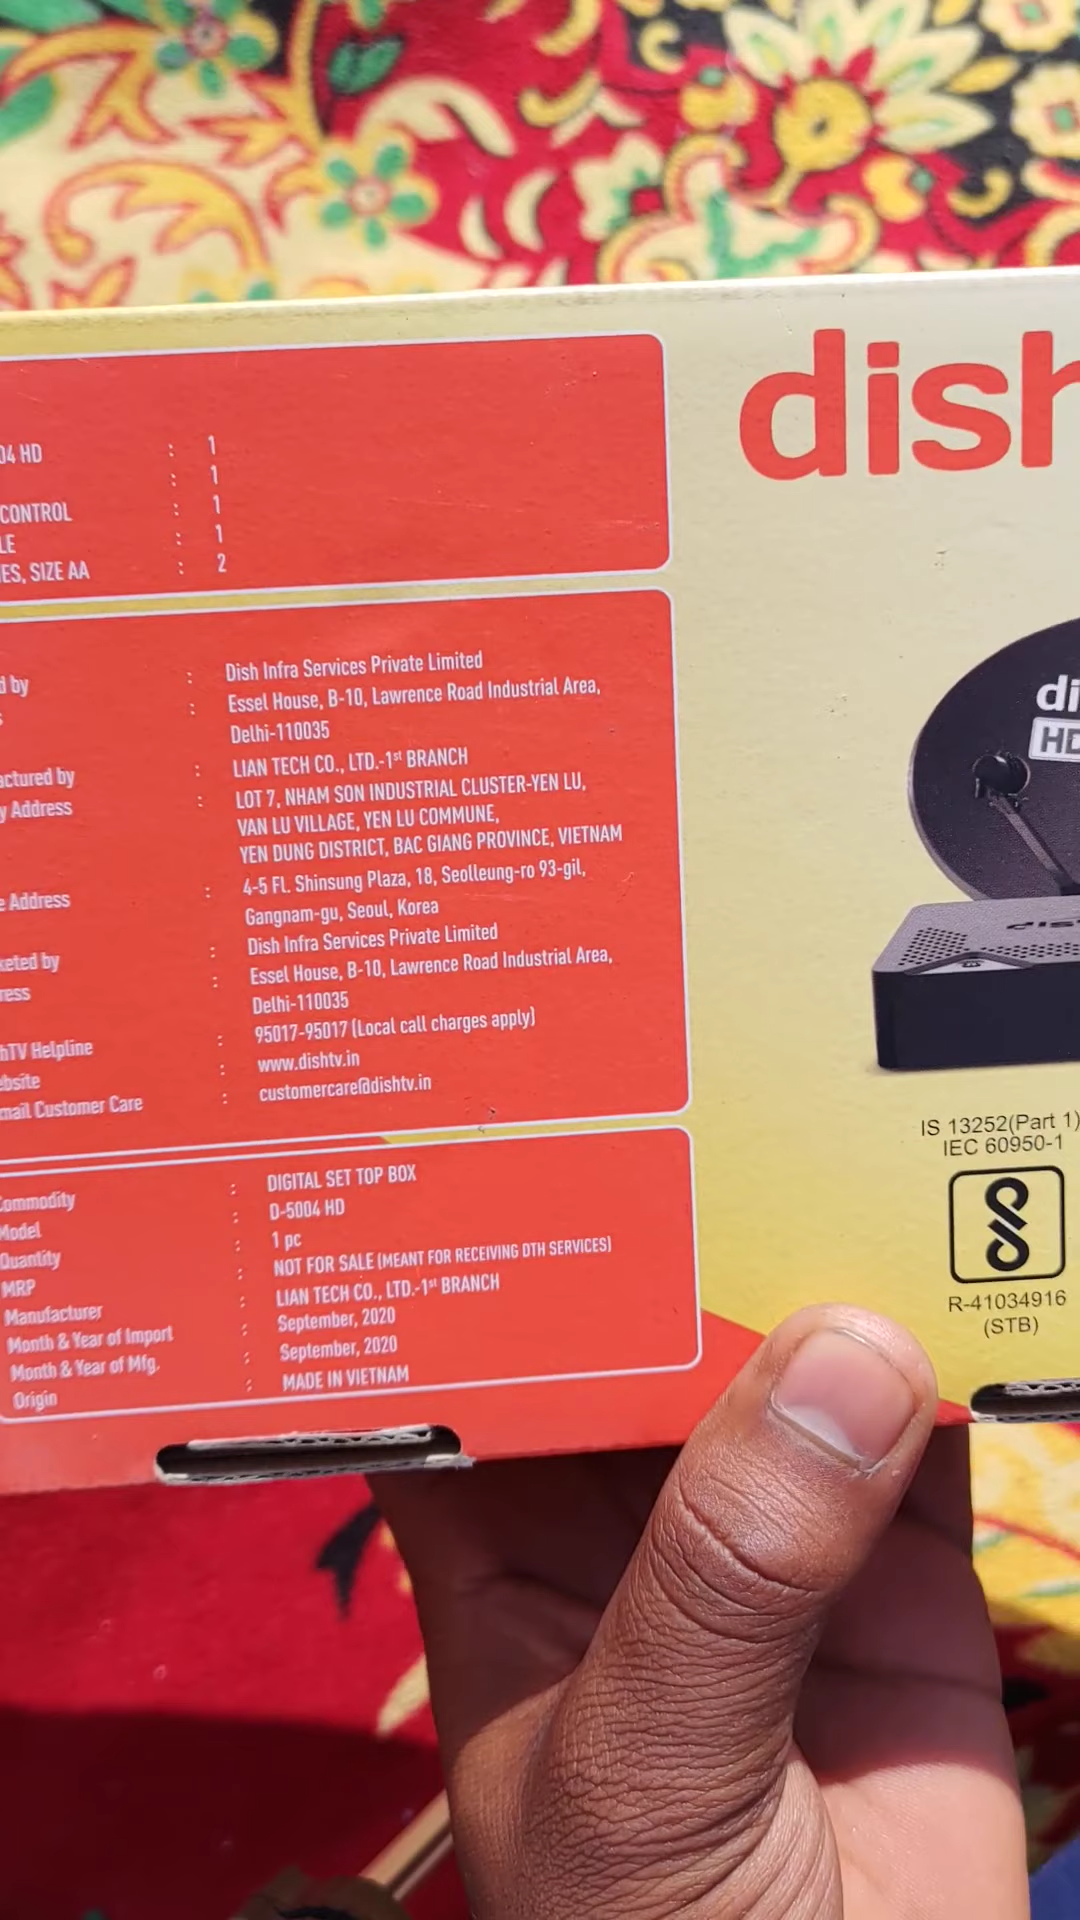 04 HD : 1
: 1
CONTROL : 1
LE : 1
IES, SIZE AA : 2
d by : Dish Infra Services Private Limited
s : Essel House, B-10, Lawrence Road Industrial Area,
Delhi-110035
actured by : LIAN TECH CO., LTD.-1st BRANCH
y Address : LOT 7, NHAM SON INDUSTRIAL CLUSTER-YEN LU,
VAN LU VILLAGE, YEN LU COMMUNE,
YEN DUNG DISTRICT, BAC GIANG PROVINCE, VIETNAM
e Address : 4-5 FL. Shinsung Plaza, 18, Seolleung-ro 93-gil,
Gangnam-gu, Seoul, Korea
keted by : Dish Infra Services Private Limited
ress : Essel House, B-10, Lawrence Road Industrial Area,
Delhi-110035
hTV Helpline : 95017-95017 (Local call charges apply)
ebsite : www.dishtv.in
mail Customer Care : customercare@dishtv.in
Commodity : DIGITAL SET TOP BOX
Model : D-5004 HD
Quantity : 1 pc
MRP : NOT FOR SALE (MEANT FOR RECEIVING DTH SERVICES)
Manufacturer : LIAN TECH CO., LTD.-1st BRANCH
Month & Year of Import : September, 2020
Month & Year of Mfg. : September, 2020
Origin : MADE IN VIETNAM
dish
di
HD
dis
IS 13252(Part 1)
IEC 60950-1
R-41034916
(STB)